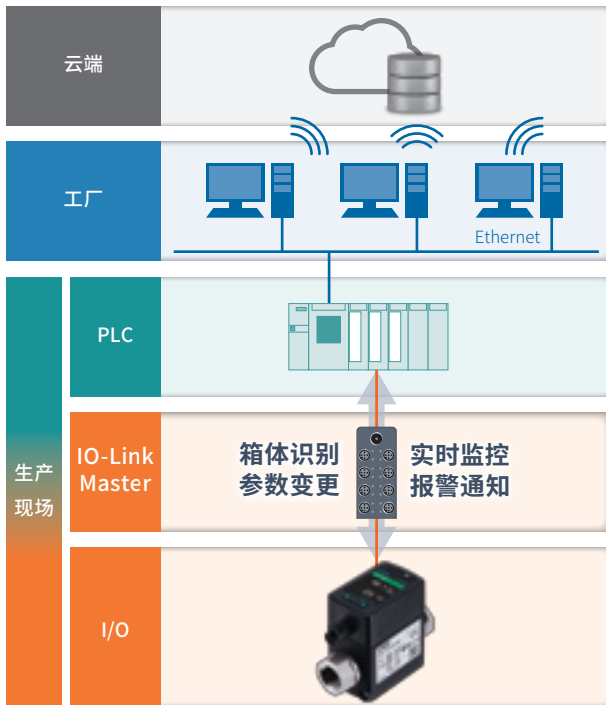 云端
工厂
Ethernet
PLC
生产
现场
IO-Link
Master
箱体识别
参数变更
实时监控
报警通知
I/O